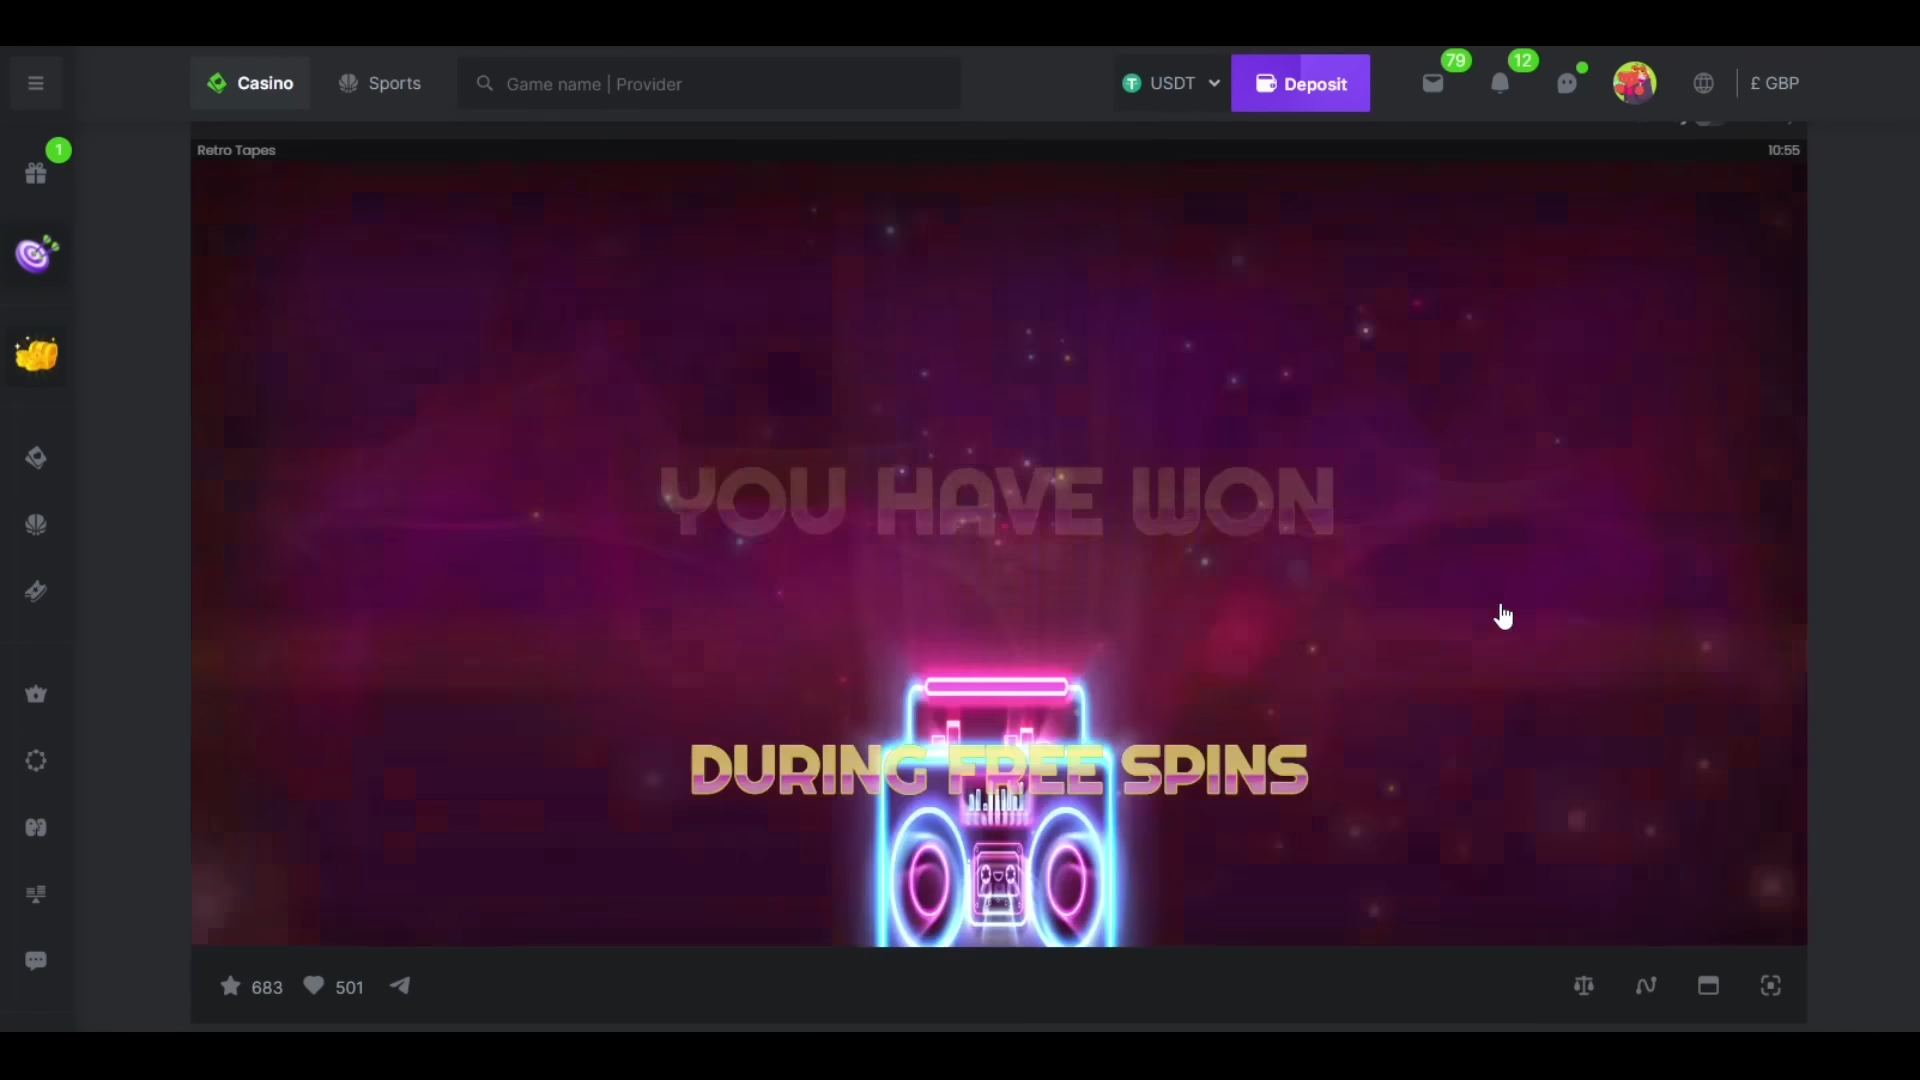 79
12
Casino
Sports
Game name | Provider
USDT
Deposit
£ GBP
1
Retro Tapes
10:55
YOU HAVE WON
DURING FREE SPINS
683
501